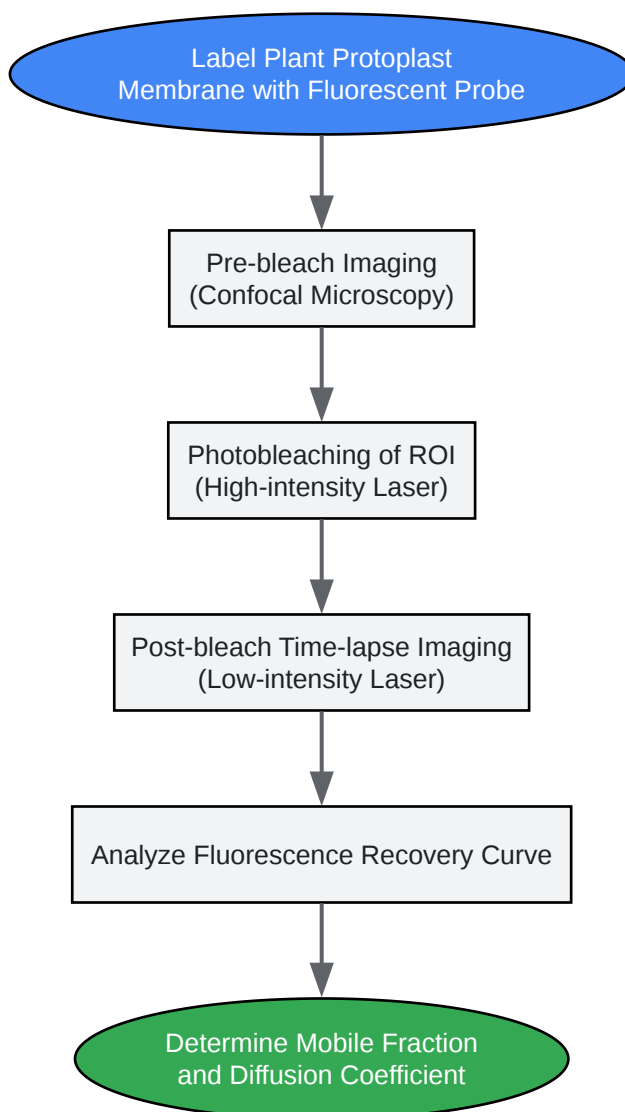 Label Plant Protoplast
Membrane with Fluorescent Probe
Pre-bleach Imaging
(Confocal Microscopy)
Photobleaching of ROI
(High-intensity Laser)
Post-bleach Time-lapse Imaging
(Low-intensity Laser)
Analyze Fluorescence Recovery Curve
Determine Mobile Fraction
and Diffusion Coefficient